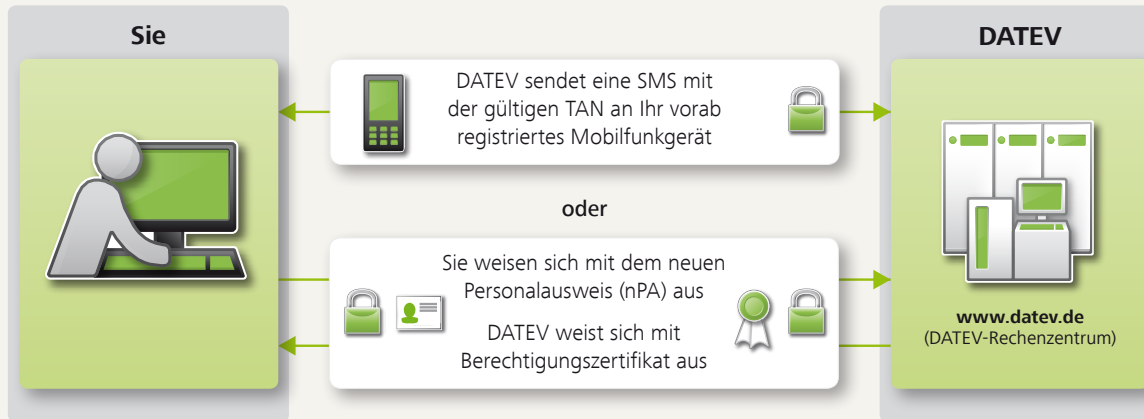 Sie
DATEV
DATEV sendet eine SMS mit
der gültigen TAN an Ihr vorab
registriertes Mobilfunkgerät
oder
Sie weisen sich mit dem neuen
Personalausweis (nPA) aus
DATEV weist sich mit
Berechtigungszertifikat aus
www.datev.de
(DATEV-Rechenzentrum)